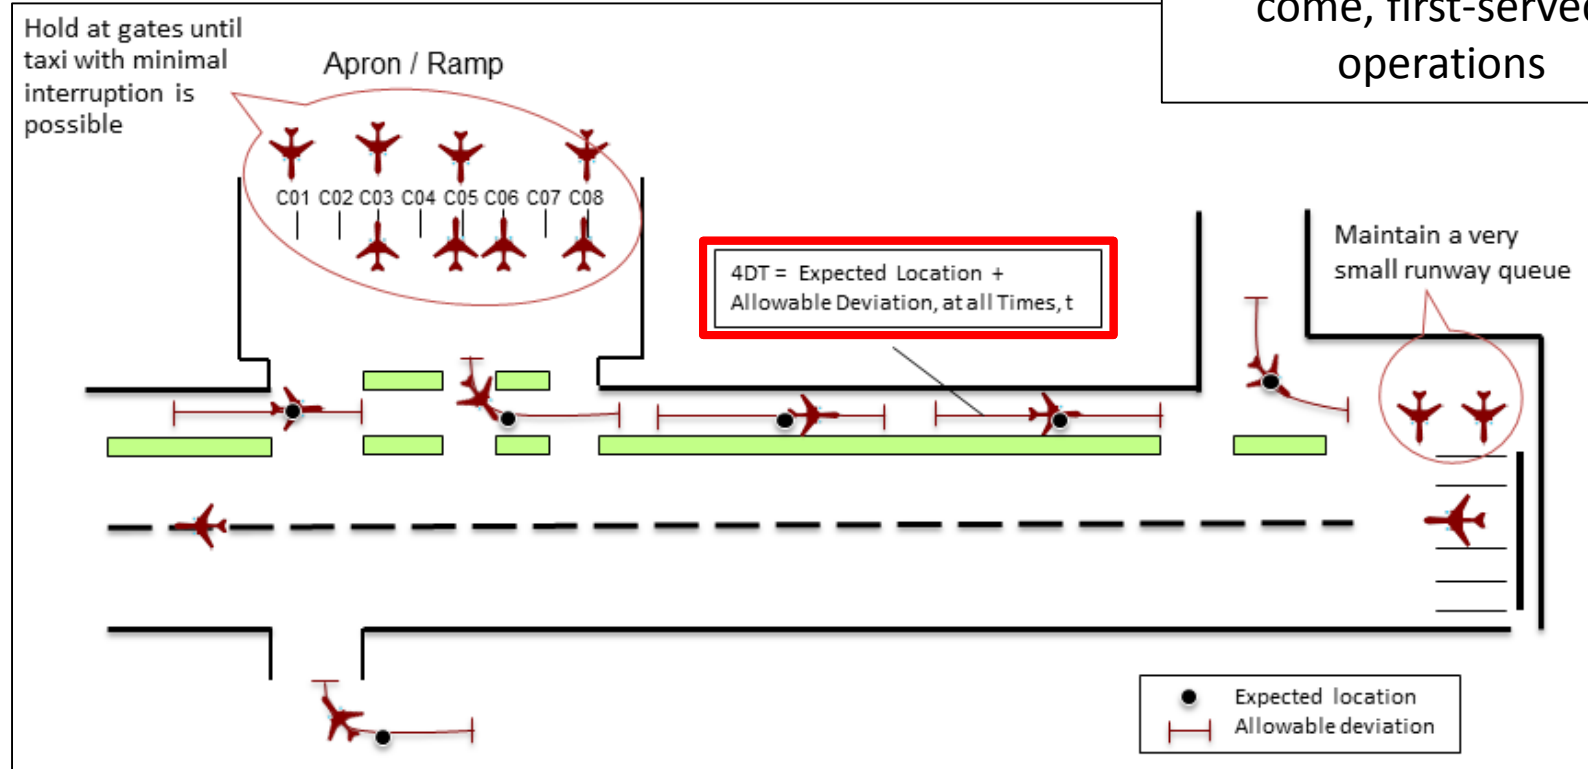 come, first-served
operations
Hold at gates until
taxi with minimal
interruption is
possible
Apron / Ramp
C01 C02 C03 C04 C05 C06 C07 C08
4DT = Expected Location +
Allowable Deviation, at all Times, t
Maintain a very
small runway queue
Expected location
Allowable deviation